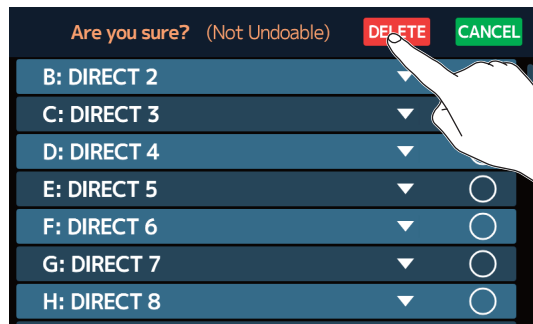 Are you sure? (Not Undoable) DELETE CANCEL
B: DIRECT 2
C: DIRECT 3
D: DIRECT 4
E: DIRECT 5
F: DIRECT 6
G: DIRECT 7
H: DIRECT 8